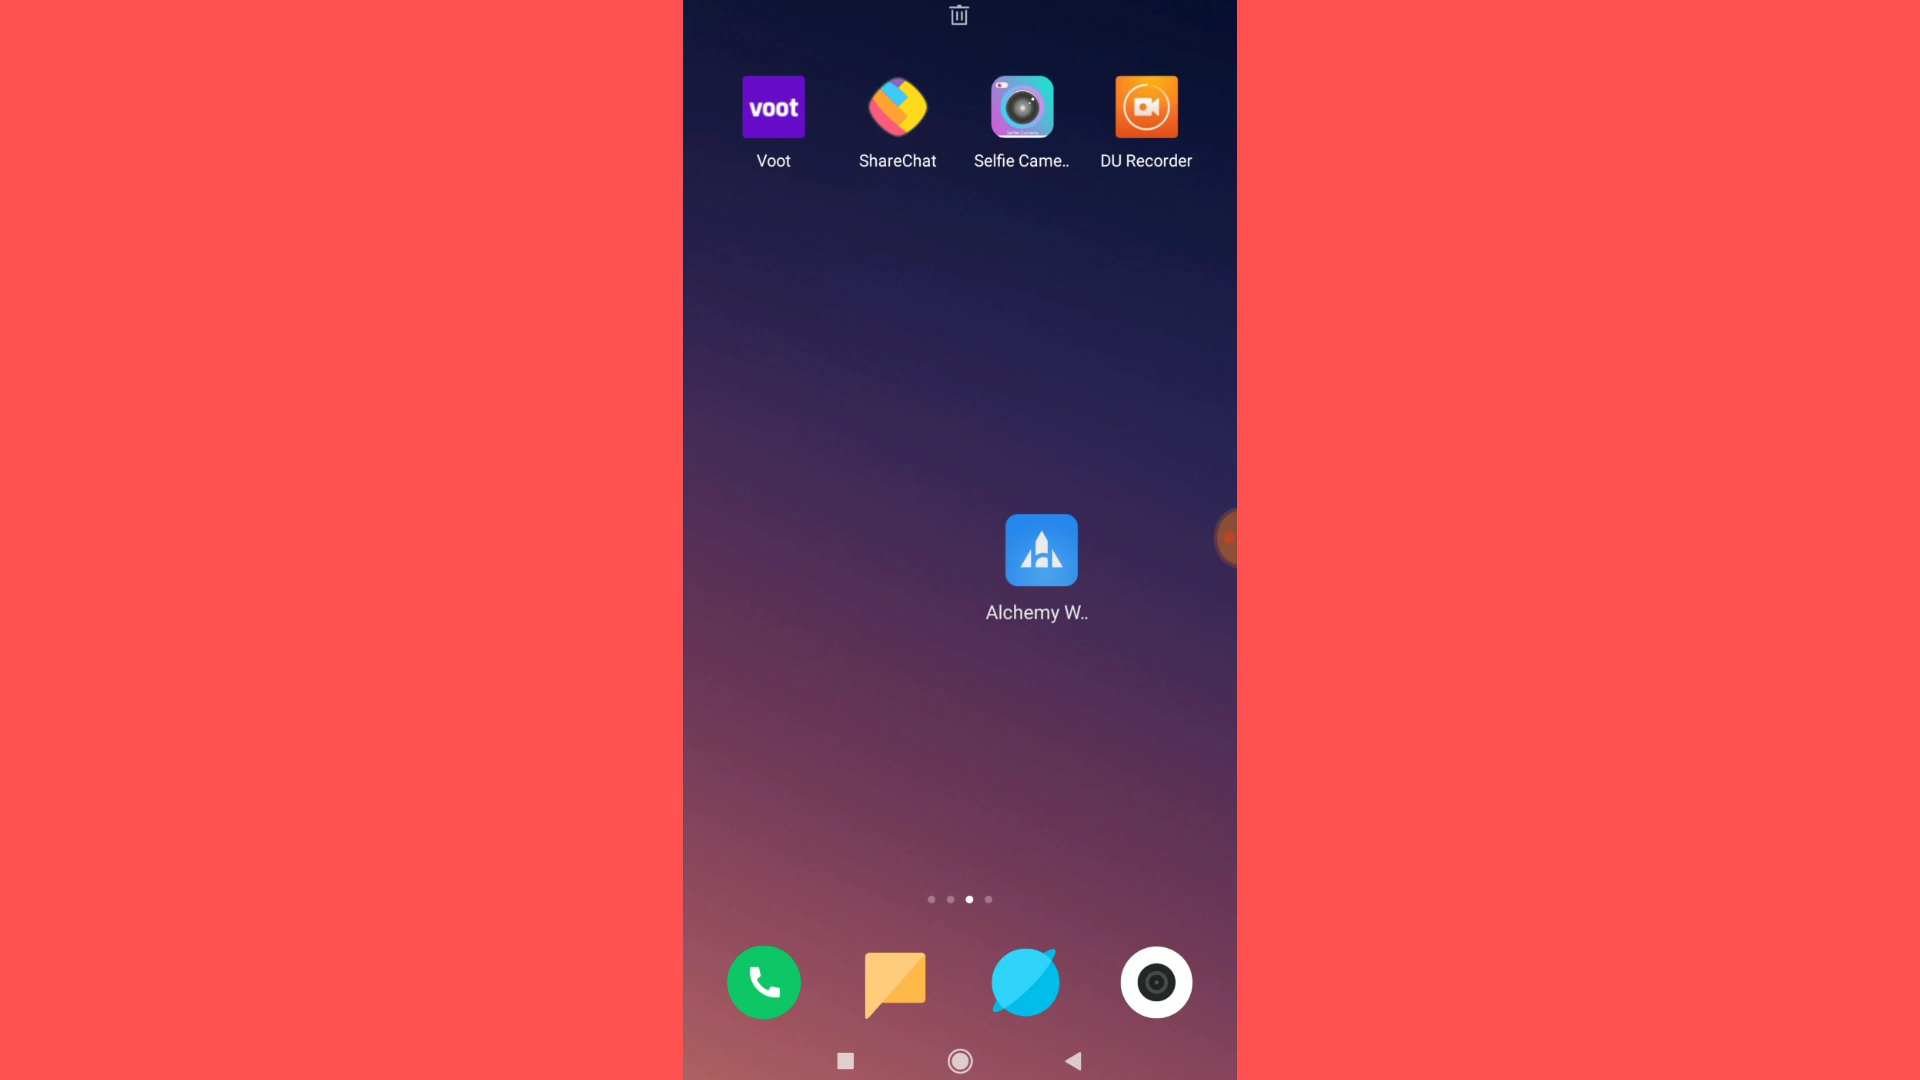 voot
Voot
ShareChat
Selfie Came..
DU Recorder
Alchemy W..